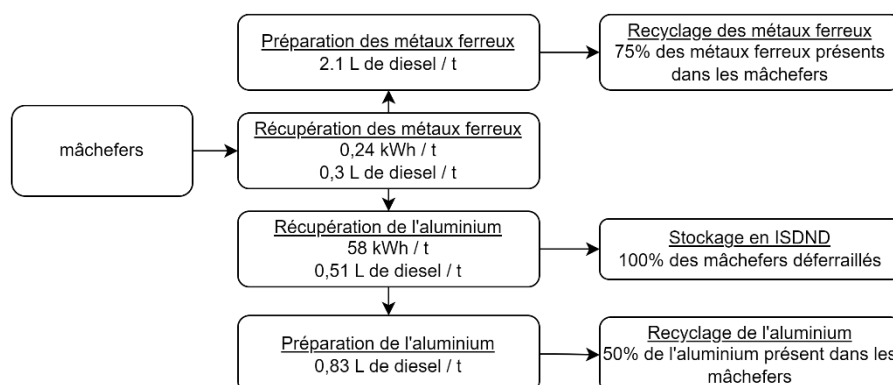 Préparation des métaux ferreux
2.1 L de diesel / t
Recyclage des métaux ferreux
75% des métaux ferreux présents
dans les mâchefers
mâchefers
Récupération des métaux ferreux
0,24 kWh / t
0,3 L de diesel / t
Récupération de l'aluminium
58 kWh / t
0,51 L de diesel / t
Stockage en ISDND
100% des mâchefers déferraillés
Préparation de l'aluminium
0,83 L de diesel / t
Recyclage de l'aluminium
50% de l'aluminium présent dans les
mâchefers